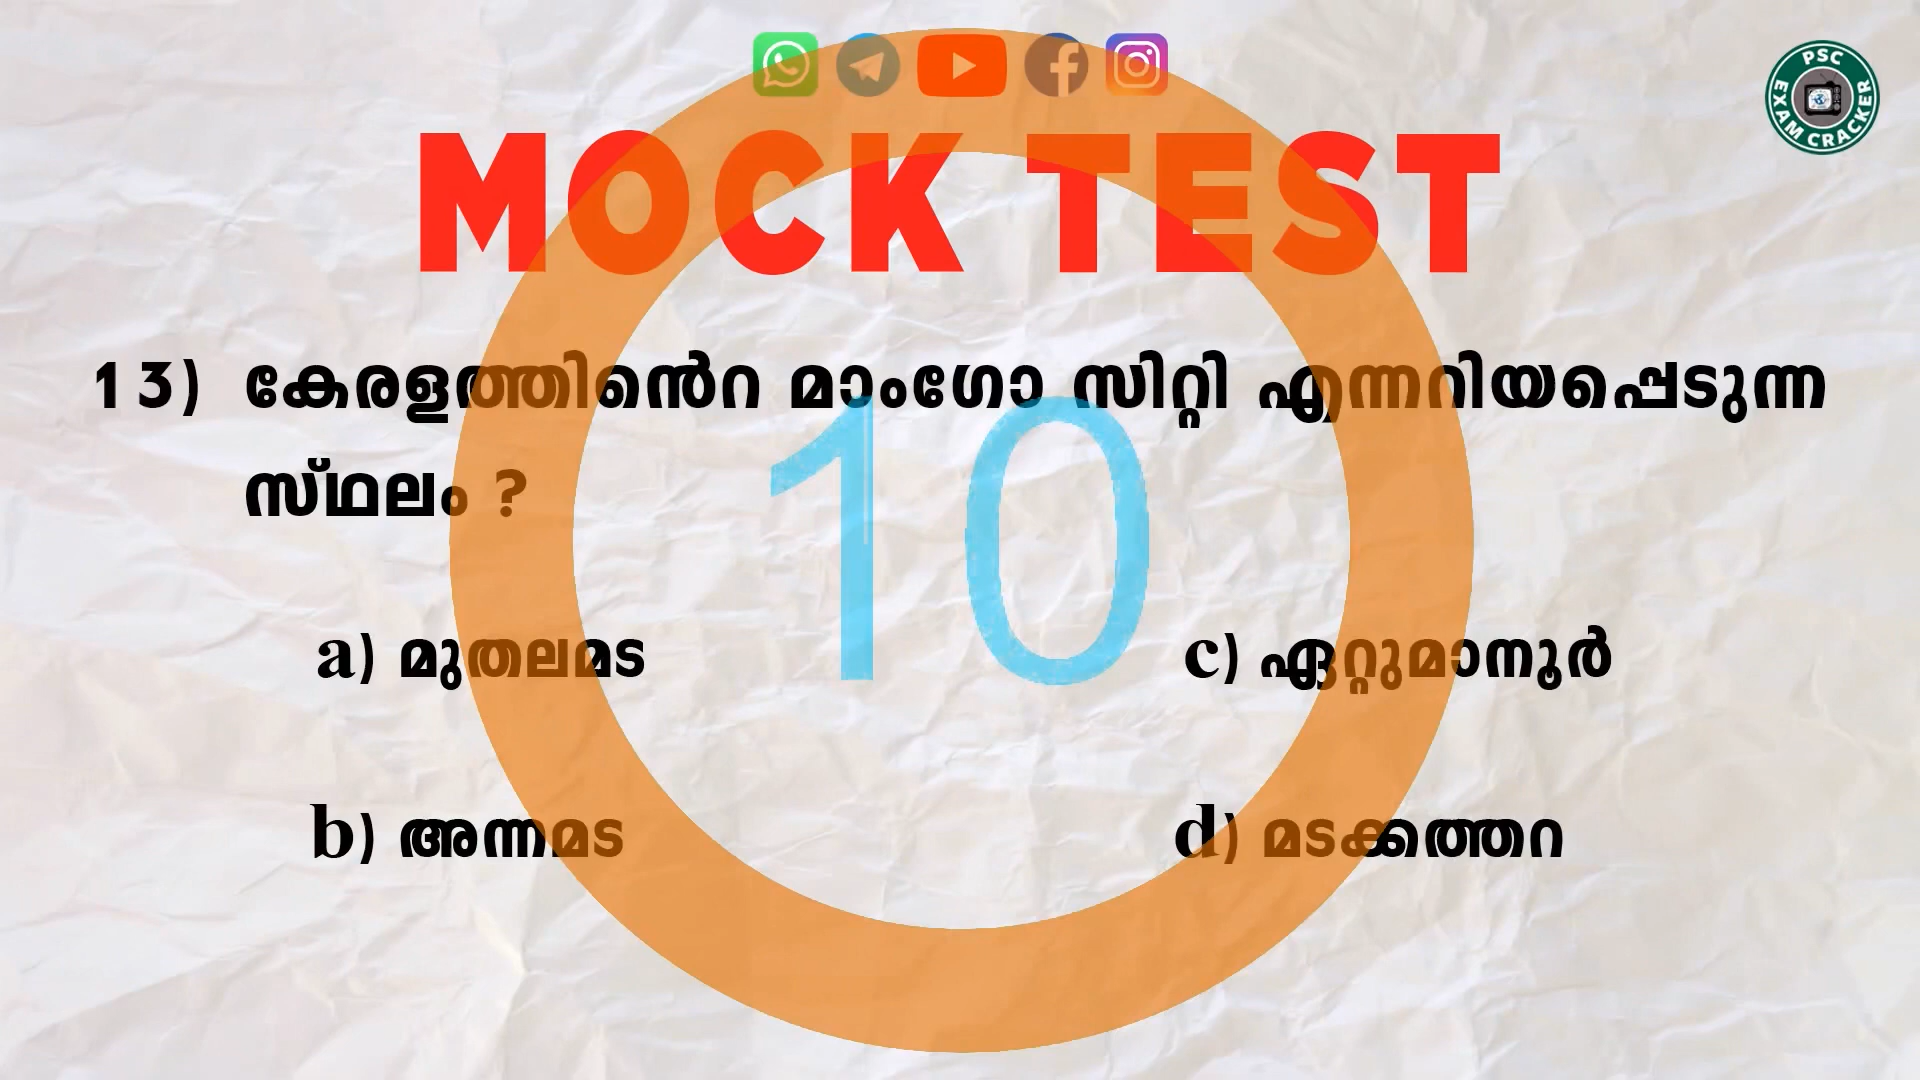 PSC EXAM CRACKER
MOCK TEST
13) കേരളത്തിൻെറ മാംഗോ സിറ്റി എന്നറിയപ്പെടുന്ന
സ്ഥലം ?
10
a) മുതലമട
c) ഏറ്റുമാനൂർ
b) അന്നമട
d) മടക്കത്തറ